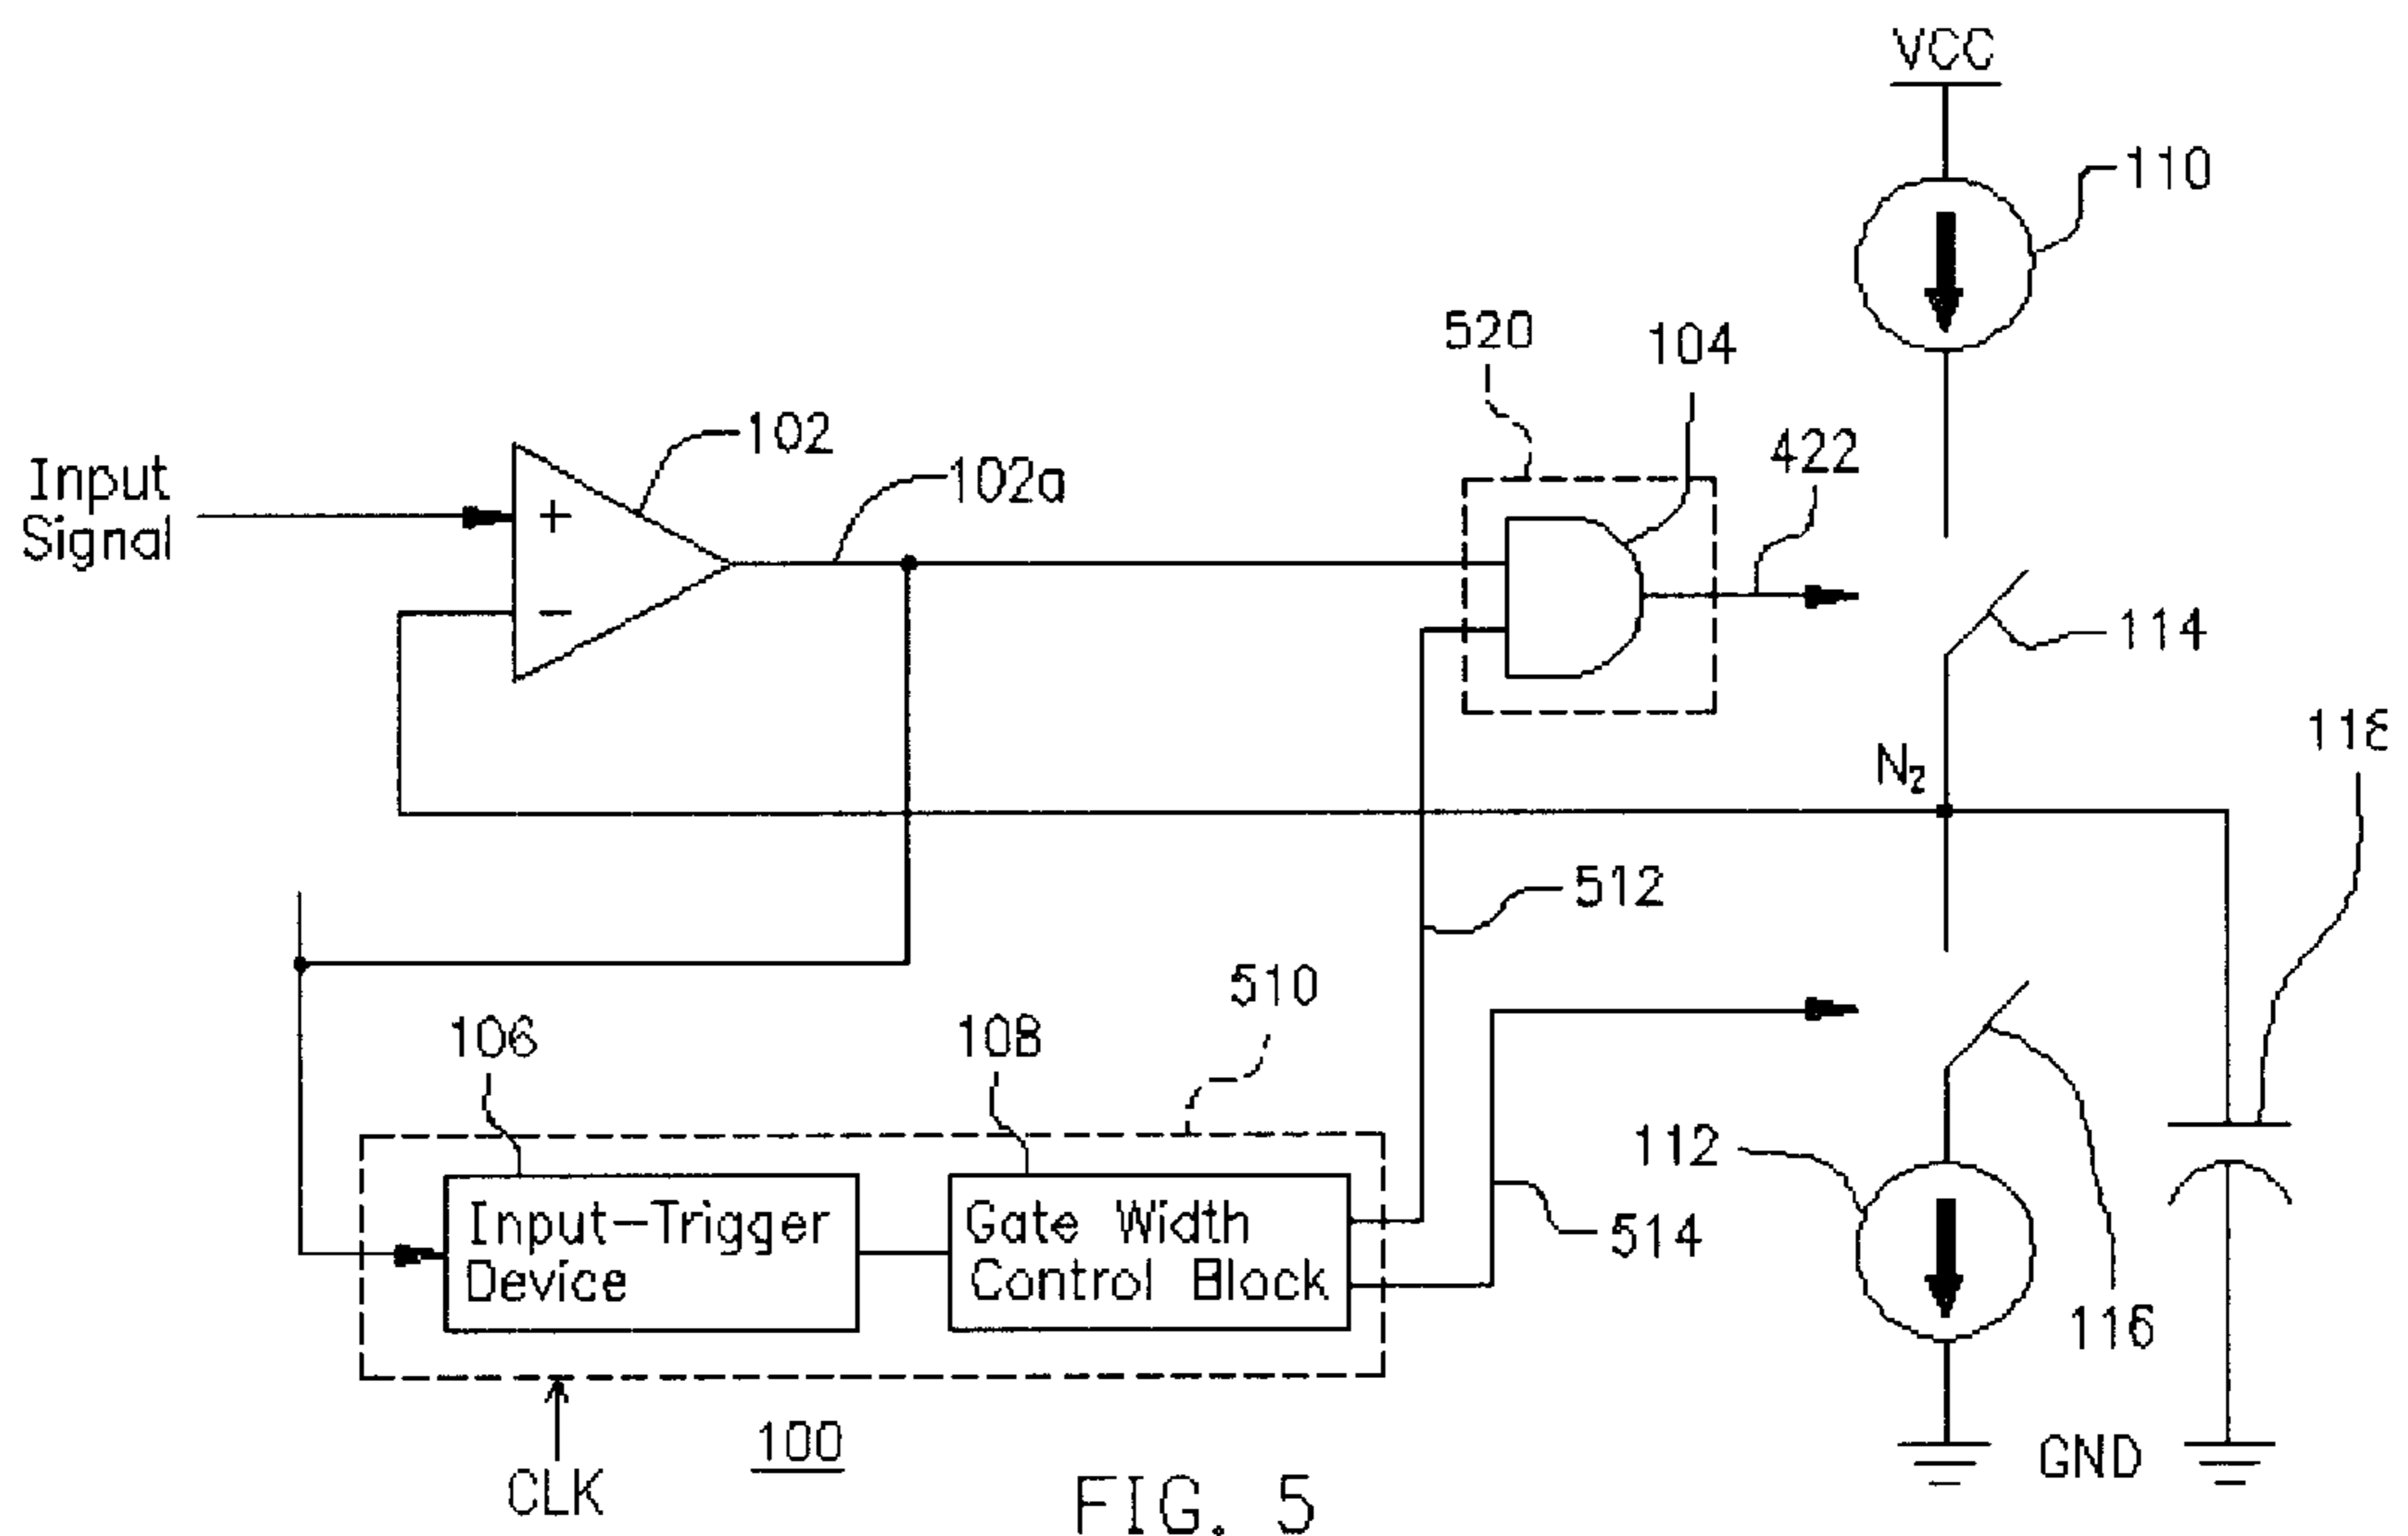 VCC
110
520
104
102
422
Input
Signal
102a
+
−
114
N2
118
512
510
106
108
112
Input-Trigger
Device
Gate Width
Control Block
514
116
100
GND
CLK
FIG. 5